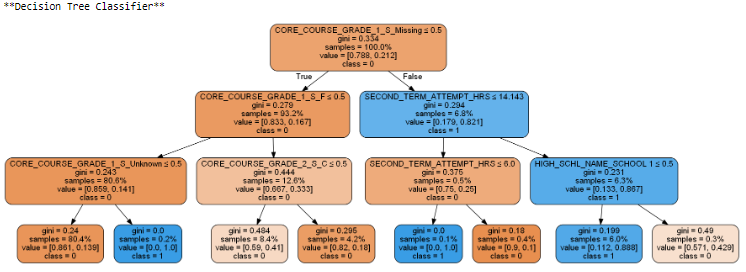 **Decision Tree Classifier**
CORE_COURSE_GRADE_1_S_Missing ≤ 0.5
gini = 0.334
samples = 100.0%
value = [0.788, 0.212]
class = 0
True
False
CORE_COURSE_GRADE_1_S_F ≤ 0.5
gini = 0.279
samples = 93.2%
value = [0.833, 0.167]
class = 0
SECOND_TERM_ATTEMPT_HRS ≤ 14.143
gini = 0.294
samples = 6.8%
value = [0.179, 0.821]
class = 1
CORE_COURSE_GRADE_1_S_Unknown ≤ 0.5
gini = 0.243
samples = 80.6%
value = [0.859, 0.141]
class = 0
CORE_COURSE_GRADE_2_S_C ≤ 0.5
gini = 0.444
samples = 12.6%
value = [0.667, 0.333]
class = 0
SECOND_TERM_ATTEMPT_HRS ≤ 6.0
gini = 0.375
samples = 0.5%
value = [0.75, 0.25]
class = 0
HIGH_SCHL_NAME_SCHOOL 1 ≤ 0.5
gini = 0.231
samples = 6.3%
value = [0.133, 0.867]
class = 1
gini = 0.24
samples = 80.4%
value = [0.861, 0.139]
class = 0
gini = 0.0
samples = 0.2%
value = [0.0, 1.0]
class = 1
gini = 0.484
samples = 8.4%
value = [0.59, 0.41]
class = 0
gini = 0.295
samples = 4.2%
value = [0.82, 0.18]
class = 0
gini = 0.0
samples = 0.1%
value = [0.0, 1.0]
class = 1
gini = 0.18
samples = 0.4%
value = [0.9, 0.1]
class = 0
gini = 0.199
samples = 6.0%
value = [0.112, 0.888]
class = 1
gini = 0.49
samples = 0.3%
value = [0.571, 0.429]
class = 0